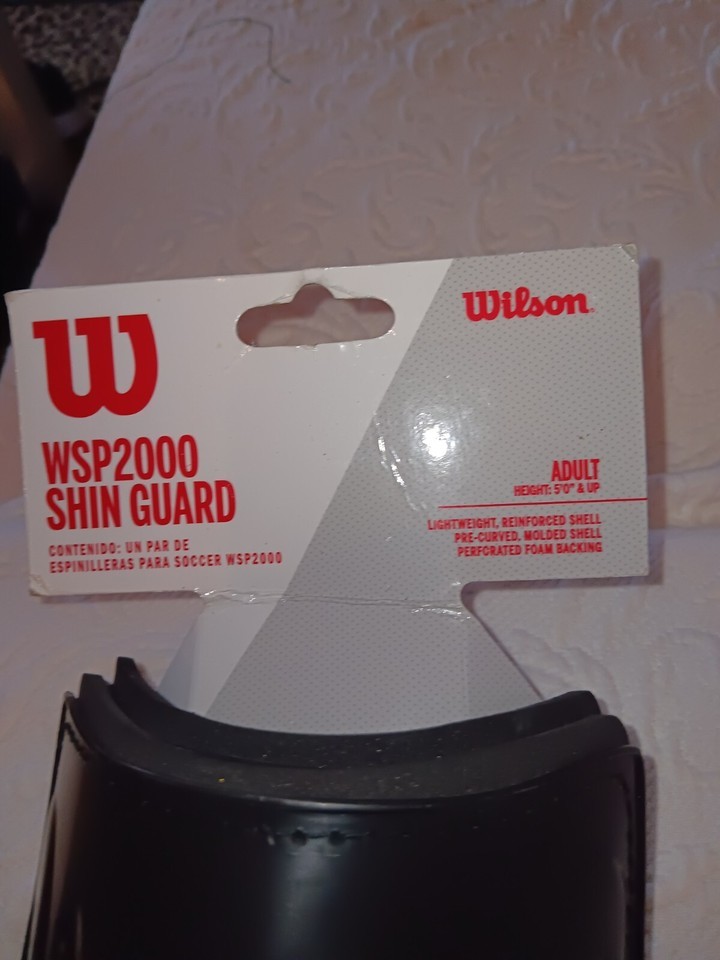 W
WSP2000
SHIN GUARD
CONTENIDO: UN PAR DE
ESPINILLERAS PARA SOCCER WSP2000
Wilson
ADULT
HEIGHT: 5'0" & UP
LIGHTWEIGHT, REINFORCED SHELL
PRE-CURVED, MOLDED SHELL
PERFORATED FOAM BACKING